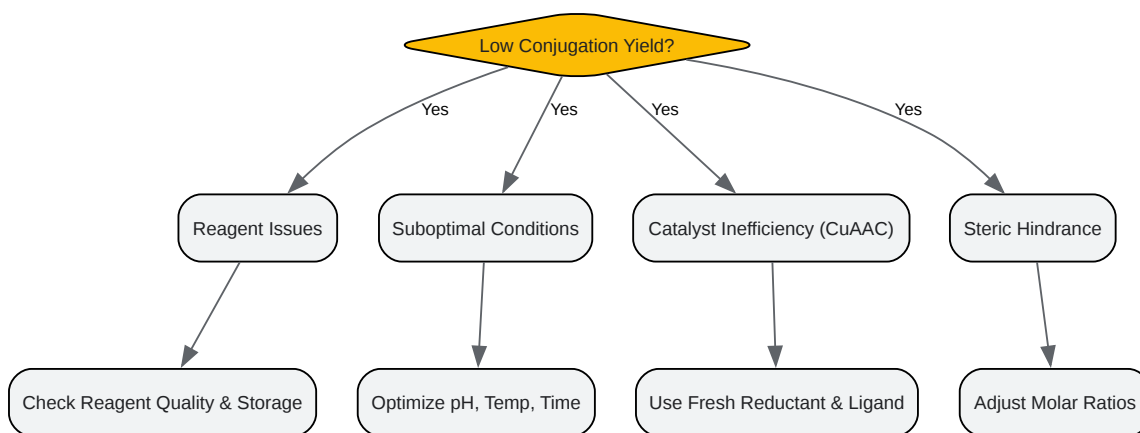 Low Conjugation Yield?
Yes
Yes
Yes
Yes
Reagent Issues
Suboptimal Conditions
Catalyst Inefficiency (CuAAC)
Steric Hindrance
Check Reagent Quality & Storage
Optimize pH, Temp, Time
Use Fresh Reductant & Ligand
Adjust Molar Ratios